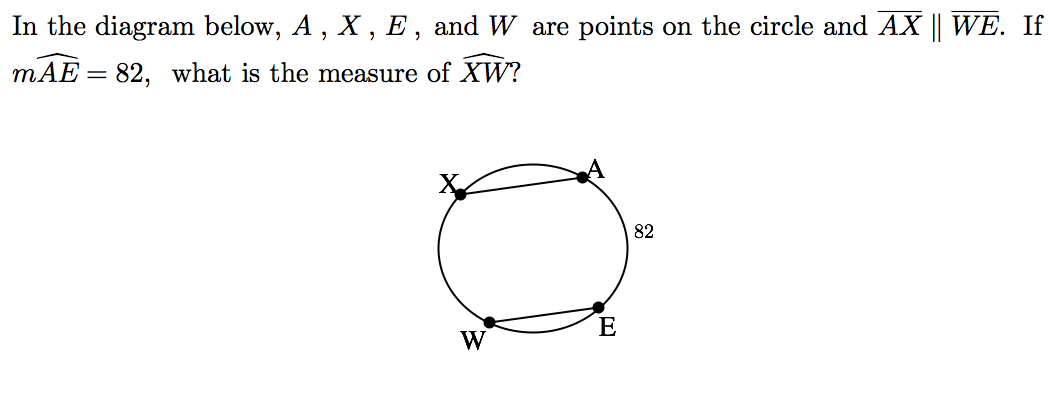 In the diagram below, A , X , E , and W are points on the circle and \overline{AX} ∥ \overline{WE}. If
m\widehat{AE} = 82, what is the measure of \widehat{XW}?
X
A
82
E
W